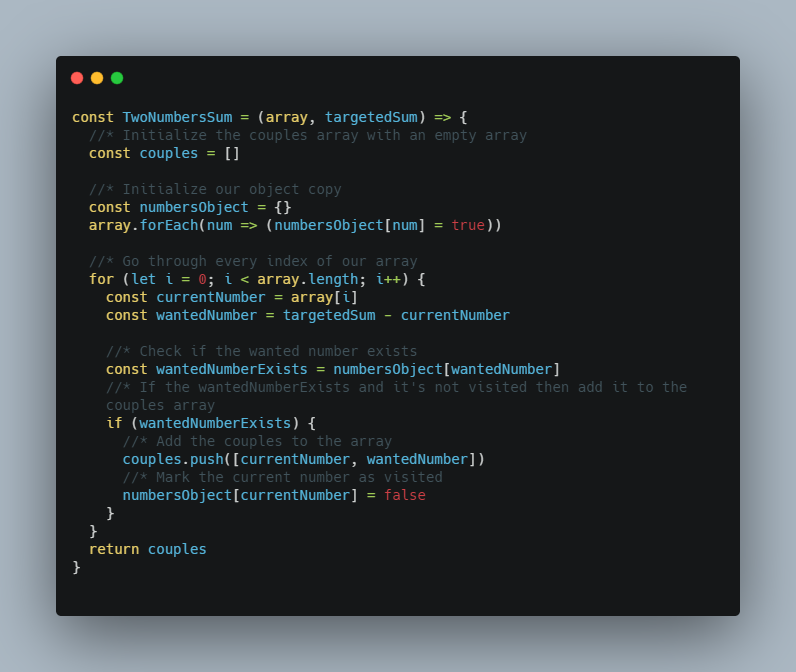 const TwoNumbersSum = (array, targetedSum) => {
  //* Initialize the couples array with an empty array
  const couples = []

  //* Initialize our object copy
  const numbersObject = {}
  array.forEach(num => (numbersObject[num] = true))

  //* Go through every index of our array
  for (let i = 0; i < array.length; i++) {
    const currentNumber = array[i]
    const wantedNumber = targetedSum - currentNumber

    //* Check if the wanted number exists
    const wantedNumberExists = numbersObject[wantedNumber]
    //* If the wantedNumberExists and it's not visited then add it to the
    couples array
    if (wantedNumberExists) {
      //* Add the couples to the array
      couples.push([currentNumber, wantedNumber])
      //* Mark the current number as visited
      numbersObject[currentNumber] = false
    }
  }
  return couples
}